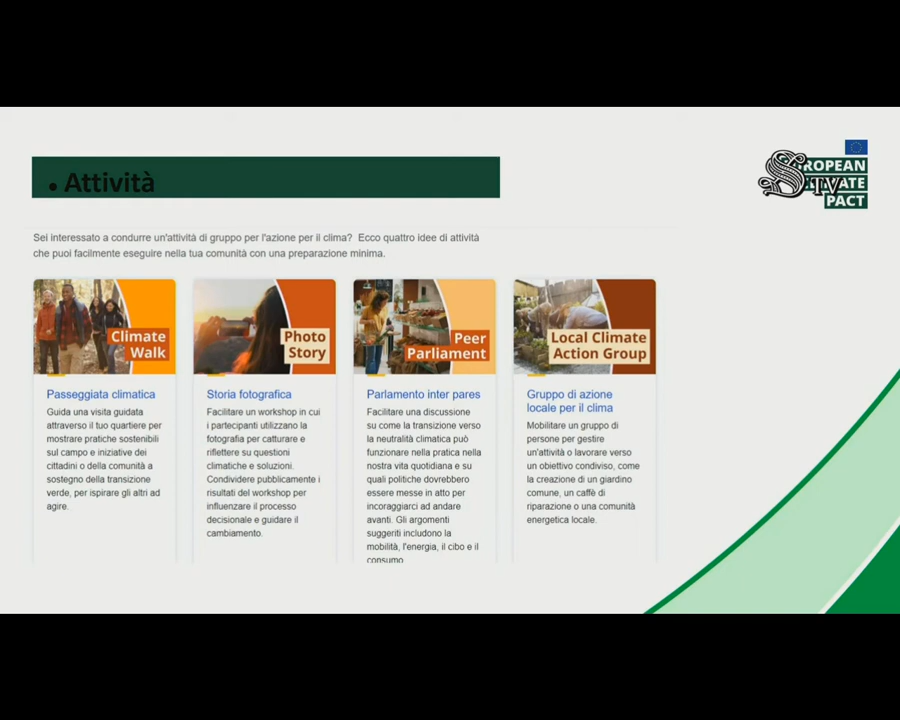 • Attività
ROPEAN
ATE
PACT
STV
Sei interessato a condurre un'attività di gruppo per l'azione per il clima? Ecco quattro idee di attività
che puoi facilmente eseguire nella tua comunità con una preparazione minima.
Climate
Walk
Passeggiata climatica
Guida una visita guidata
attraverso il tuo quartiere per
mostrare pratiche sostenibili
sul campo e iniziative dei
cittadini o della comunità a
sostegno della transizione
verde, per ispirare gli altri ad
agire.
Photo
Story
Storia fotografica
Facilitare un workshop in cui
i partecipanti utilizzano la
fotografia per catturare e
riflettere su questioni
climatiche e soluzioni.
Condividere pubblicamente i
risultati del workshop per
influenzare il processo
decisionale e guidare il
cambiamento.
Peer
Parliament
Parlamento inter pares
Facilitare una discussione
su come la transizione verso
la neutralità climatica può
funzionare nella pratica nella
nostra vita quotidiana e su
quali politiche dovrebbero
essere messe in atto per
incoraggiarci ad andare
avanti. Gli argomenti
suggeriti includono la
mobilità, l'energia, il cibo e il
consumo
Local Climate
Action Group
Gruppo di azione
locale per il clima
Mobilitare un gruppo di
persone per gestire
un'attività o lavorare verso
un obiettivo condiviso, come
la creazione di un giardino
comune, un caffè di
riparazione o una comunità
energetica locale.